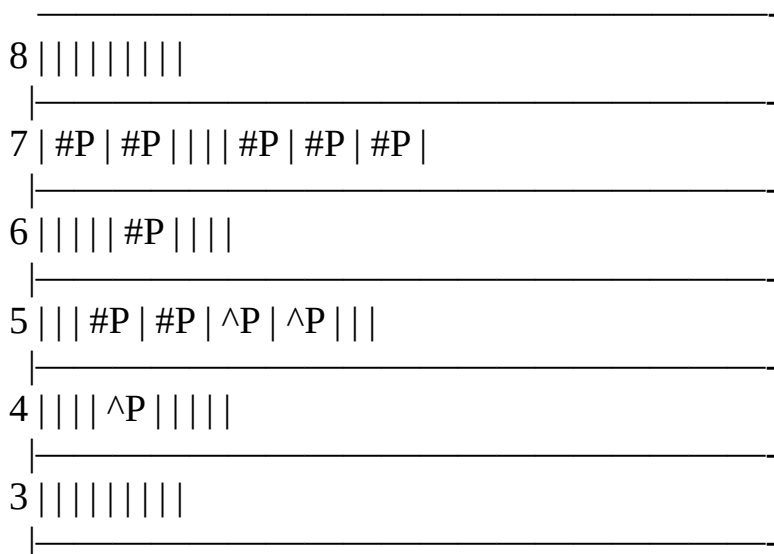 8 | | | | | | | | |
7 | #P | #P | | | | #P | #P | #P |
6 | | | | | #P | | | |
5 | | | #P | #P | ^P | ^P | | |
4 | | | | ^P | | | | |
3 | | | | | | | | |